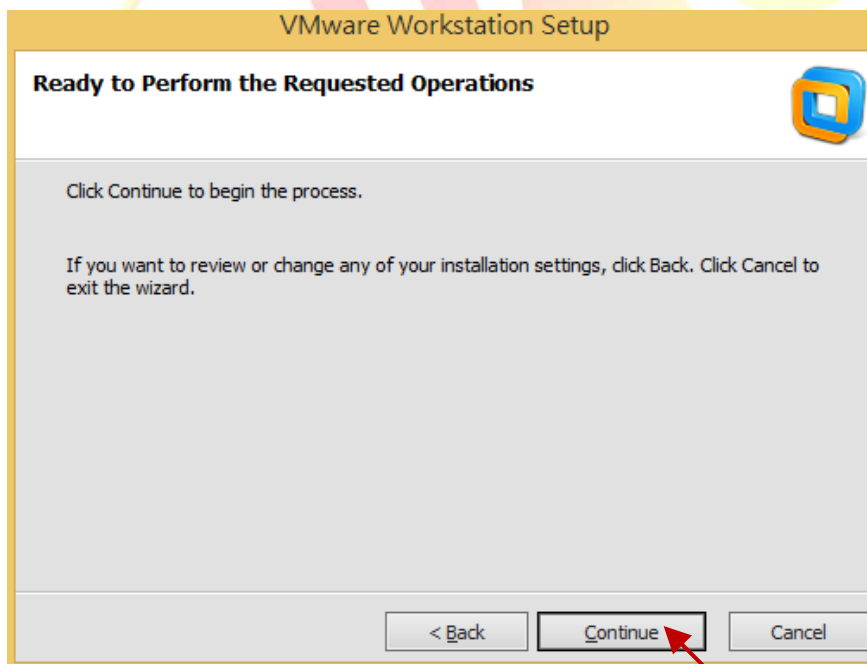 VMware Workstation Setup
Ready to Perform the Requested Operations
Click Continue to begin the process.
If you want to review or change any of your installation settings, click Back. Click Cancel to
exit the wizard.
< Back
Continue
Cancel